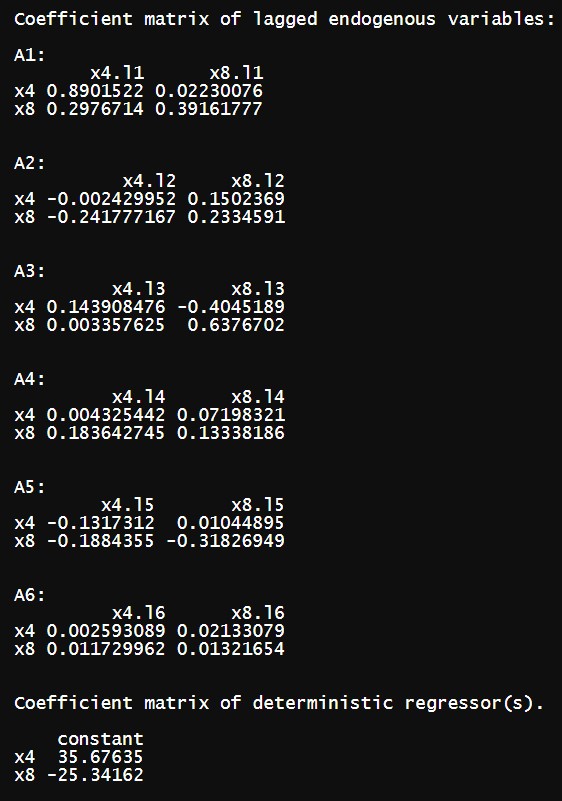 Coefficient matrix of lagged endogenous variables:
A1:
x4.l1 x8.l1
x4 0.8901522 0.02230076
x8 0.2976714 0.39161777
A2:
x4.l2 x8.l2
x4 -0.002429952 0.1502369
x8 -0.241777167 0.2334591
A3:
x4.l3 x8.l3
x4 0.143908476 -0.4045189
x8 0.003357625 0.6376702
A4:
x4.l4 x8.l4
x4 0.004325442 0.07198321
x8 0.183642745 0.13338186
A5:
x4.l5 x8.l5
x4 -0.1317312 0.01044895
x8 -0.1884355 -0.31826949
A6:
x4.l6 x8.l6
x4 0.002593089 0.02133079
x8 0.011729962 0.01321654
Coefficient matrix of deterministic regressor(s).
constant
x4 35.67635
x8 -25.34162